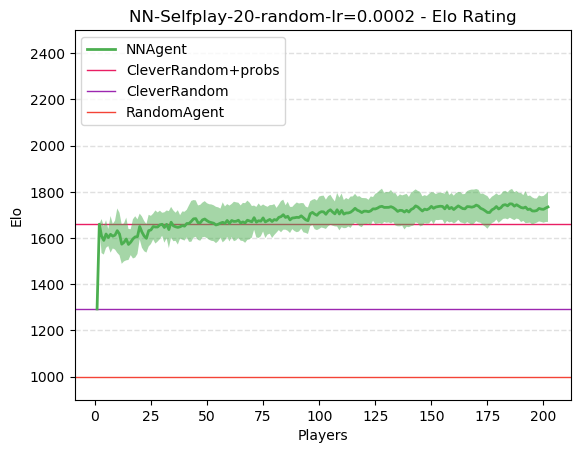 NN-Selfplay-20-random-lr=0.0002 - Elo Rating
NNAgent
CleverRandom+probs
CleverRandom
RandomAgent
2400
2200
2000
1800
1600
1400
1200
1000
Elo
0 25 50 75 100 125 150 175 200
Players